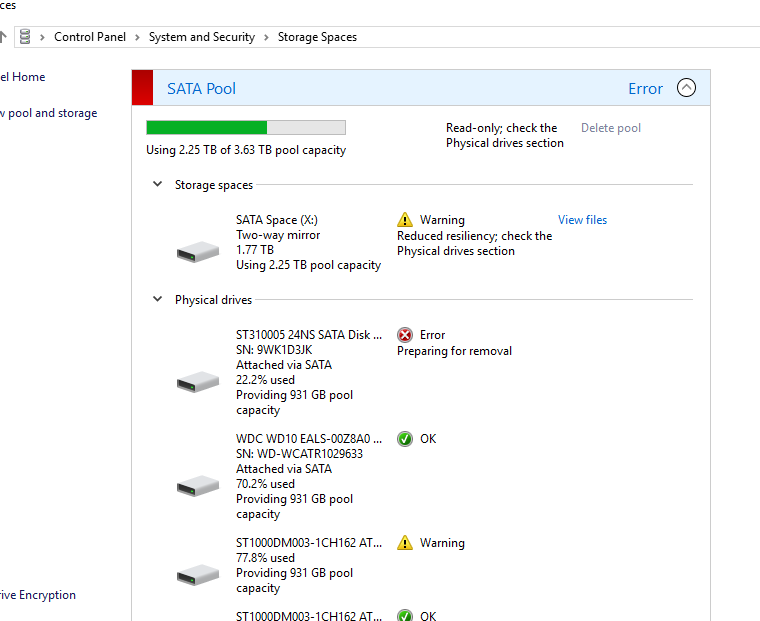 ces
Control Panel > System and Security > Storage Spaces
el Home
w pool and storage
rive Encryption
SATA Pool
Error
Using 2.25 TB of 3.63 TB pool capacity
Read-only; check the
Physical drives section
Delete pool
Storage spaces
SATA Space (X:)
Two-way mirror
1.77 TB
Using 2.25 TB pool capacity
Warning
Reduced resiliency; check the
Physical drives section
View files
Physical drives
ST310005 24NS SATA Disk ...
SN: 9WK1D3JK
Attached via SATA
22.2% used
Providing 931 GB pool
capacity
Error
Preparing for removal
WDC WD10 EALS-00Z8A0 ...
SN: WD-WCATR1029633
Attached via SATA
70.2% used
Providing 931 GB pool
capacity
OK
ST1000DM003-1CH162 AT...
77.8% used
Providing 931 GB pool
capacity
Warning
ST1000DM003-1CH162 AT...
OK